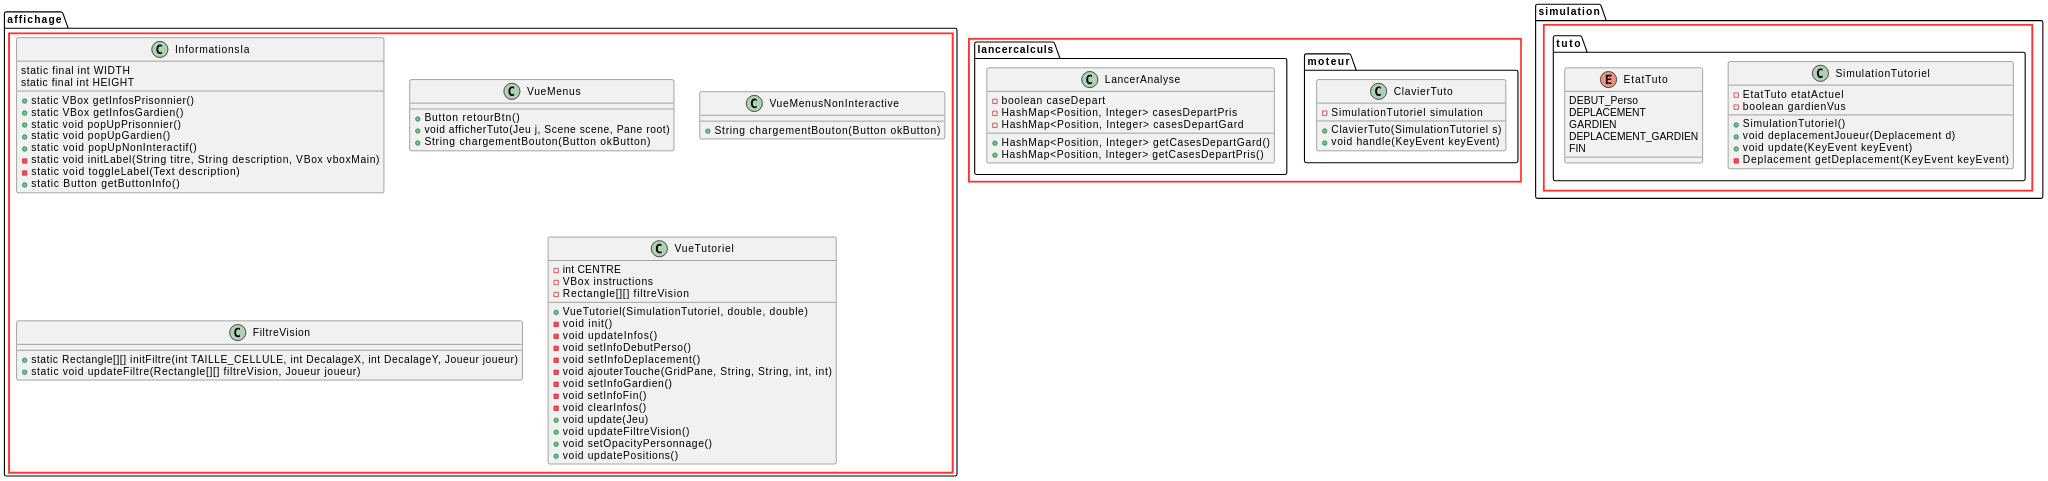 affichage
C InformationsIa
static final int WIDTH
static final int HEIGHT
static VBox getInfosPrisonnier()
static VBox getInfosGardien()
static void popUpPrisonnier()
static void popUpGardien()
static void popUpNonInteractif()
static void initLabel(String titre, String description, VBox vboxMain)
static void toggleLabel(Text description)
static Button getButtonInfo()
C VueMenus
Button retourBtn()
void afficherTuto(Jeu j, Scene scene, Pane root)
String chargementBouton(Button okButton)
C VueMenusNonInteractive
String chargementBouton(Button okButton)
C FiltreVision
static Rectangle[][] initFiltre(int TAILLE_CELLULE, int DecalageX, int DecalageY, Joueur joueur)
static void updateFiltre(Rectangle[][] filtreVision, Joueur joueur)
C VueTutoriel
int CENTRE
VBox instructions
Rectangle[][] filtreVision
VueTutoriel(SimulationTutoriel, double, double)
void init()
void updateInfos()
void setInfoDebutPerso()
void setInfoDeplacement()
void ajouterTouche(GridPane, String, String, int, int)
void setInfoGardien()
void setInfoFin()
void clearInfos()
void update(Jeu)
void updateFiltreVision()
void setOpacityPersonnage()
void updatePositions()
lancercalculs
C LancerAnalyse
boolean caseDepart
HashMap<Position, Integer> casesDepartPris
HashMap<Position, Integer> casesDepartGard
HashMap<Position, Integer> getCasesDepartGard()
HashMap<Position, Integer> getCasesDepartPris()
moteur
C ClavierTuto
SimulationTutoriel simulation
ClavierTuto(SimulationTutoriel s)
void handle(KeyEvent keyEvent)
simulation
tuto
E EtatTuto
DEBUT_Perso
DEPLACEMENT
GARDIEN
DEPLACEMENT_GARDIEN
FIN
C SimulationTutoriel
EtatTuto etatActuel
boolean gardienVus
SimulationTutoriel()
void deplacementJoueur(Deplacement d)
void update(KeyEvent keyEvent)
Deplacement getDeplacement(KeyEvent keyEvent)